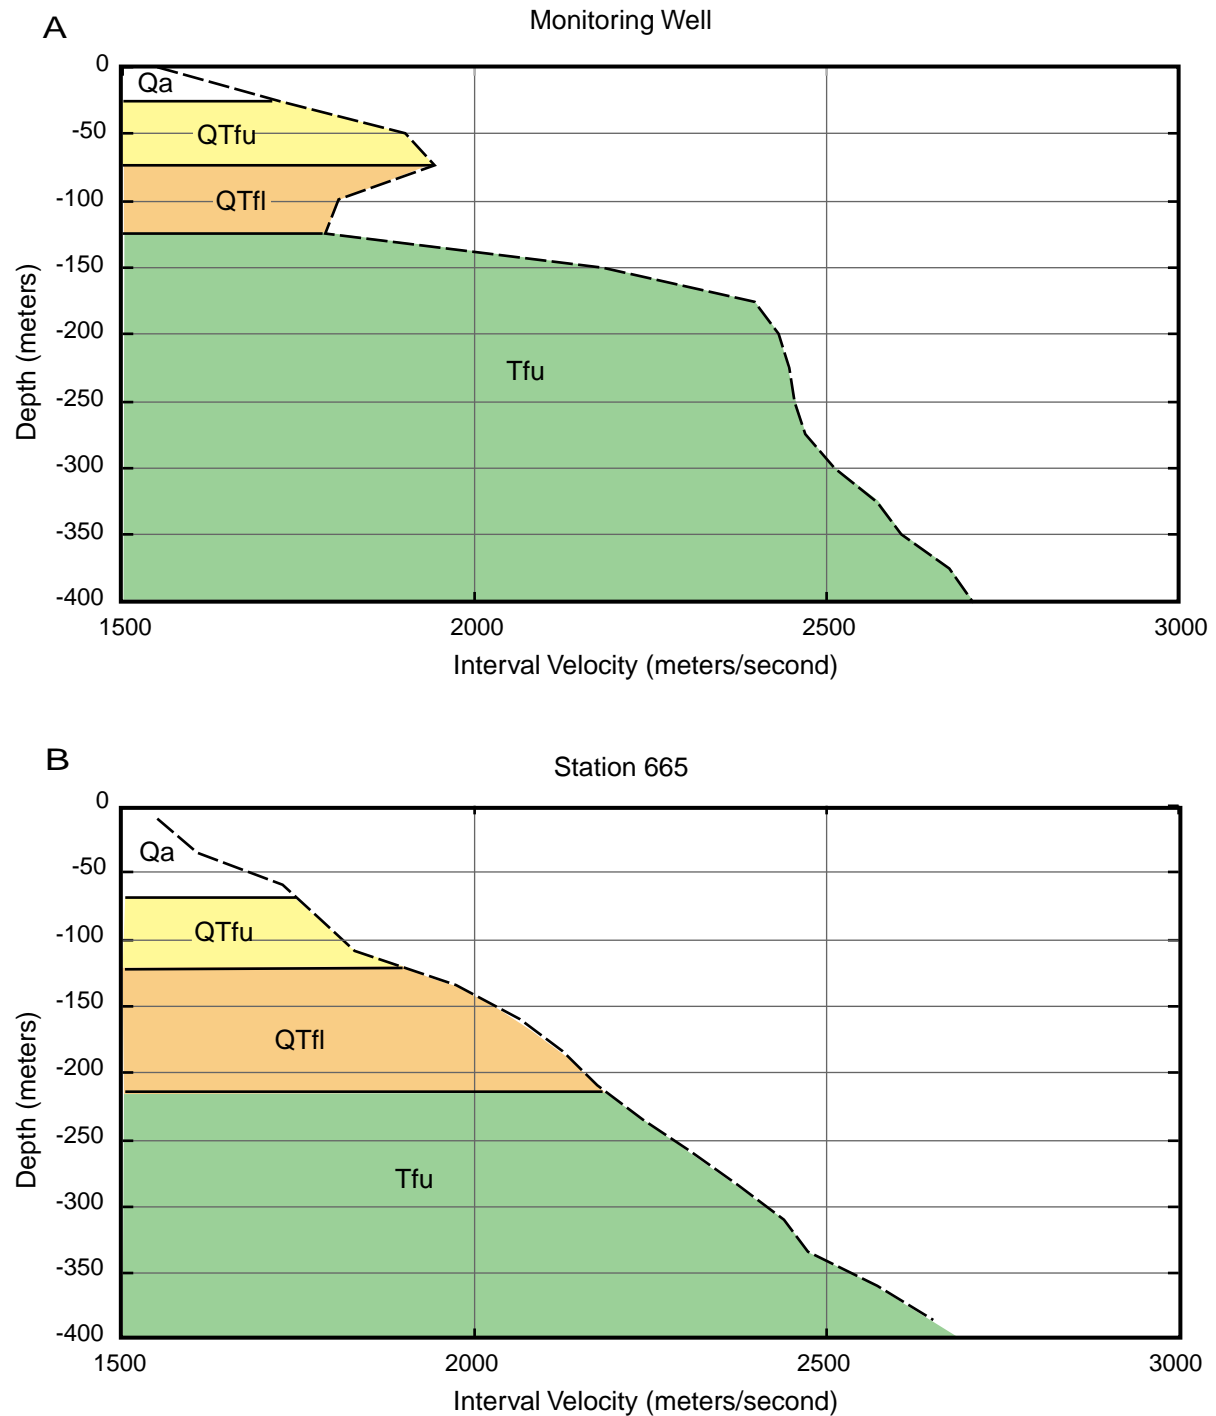 A
Monitoring Well
0
Qa
-50
QTfu
-100
QTfl
-150
-200
Tfu
-250
-300
-350
-400
Depth (meters)
1500 2000 2500 3000
Interval Velocity (meters/second)
B
Station 665
0
Qa
-50
QTfu
-100
-150
QTfl
-200
-250
Tfu
-300
-350
-400
Depth (meters)
1500 2000 2500 3000
Interval Velocity (meters/second)